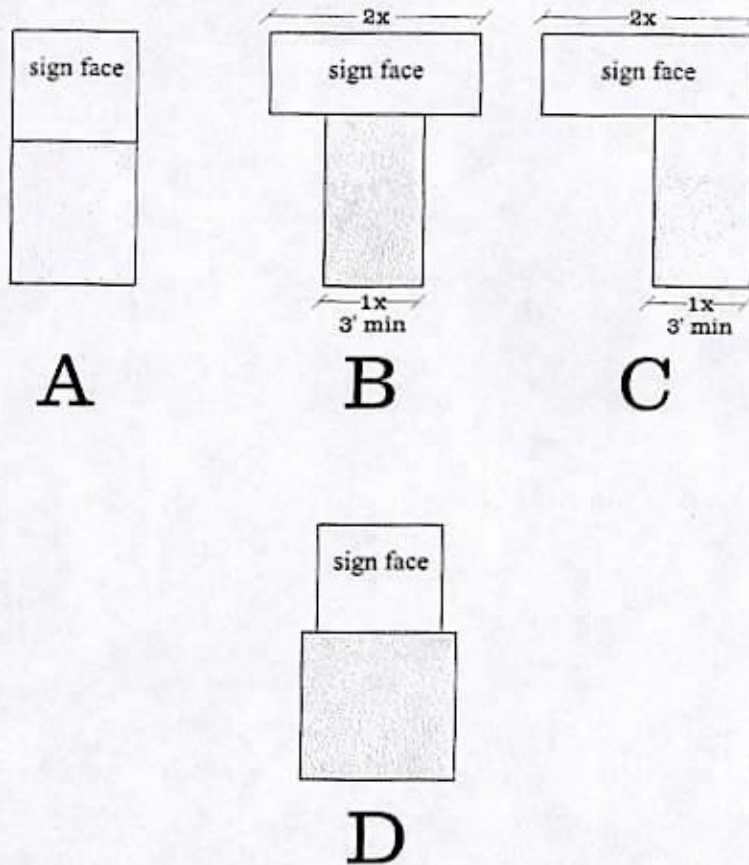 2x 2x
sign face sign face sign face
1x 1x
3' min 3' min
A B C
sign face
D